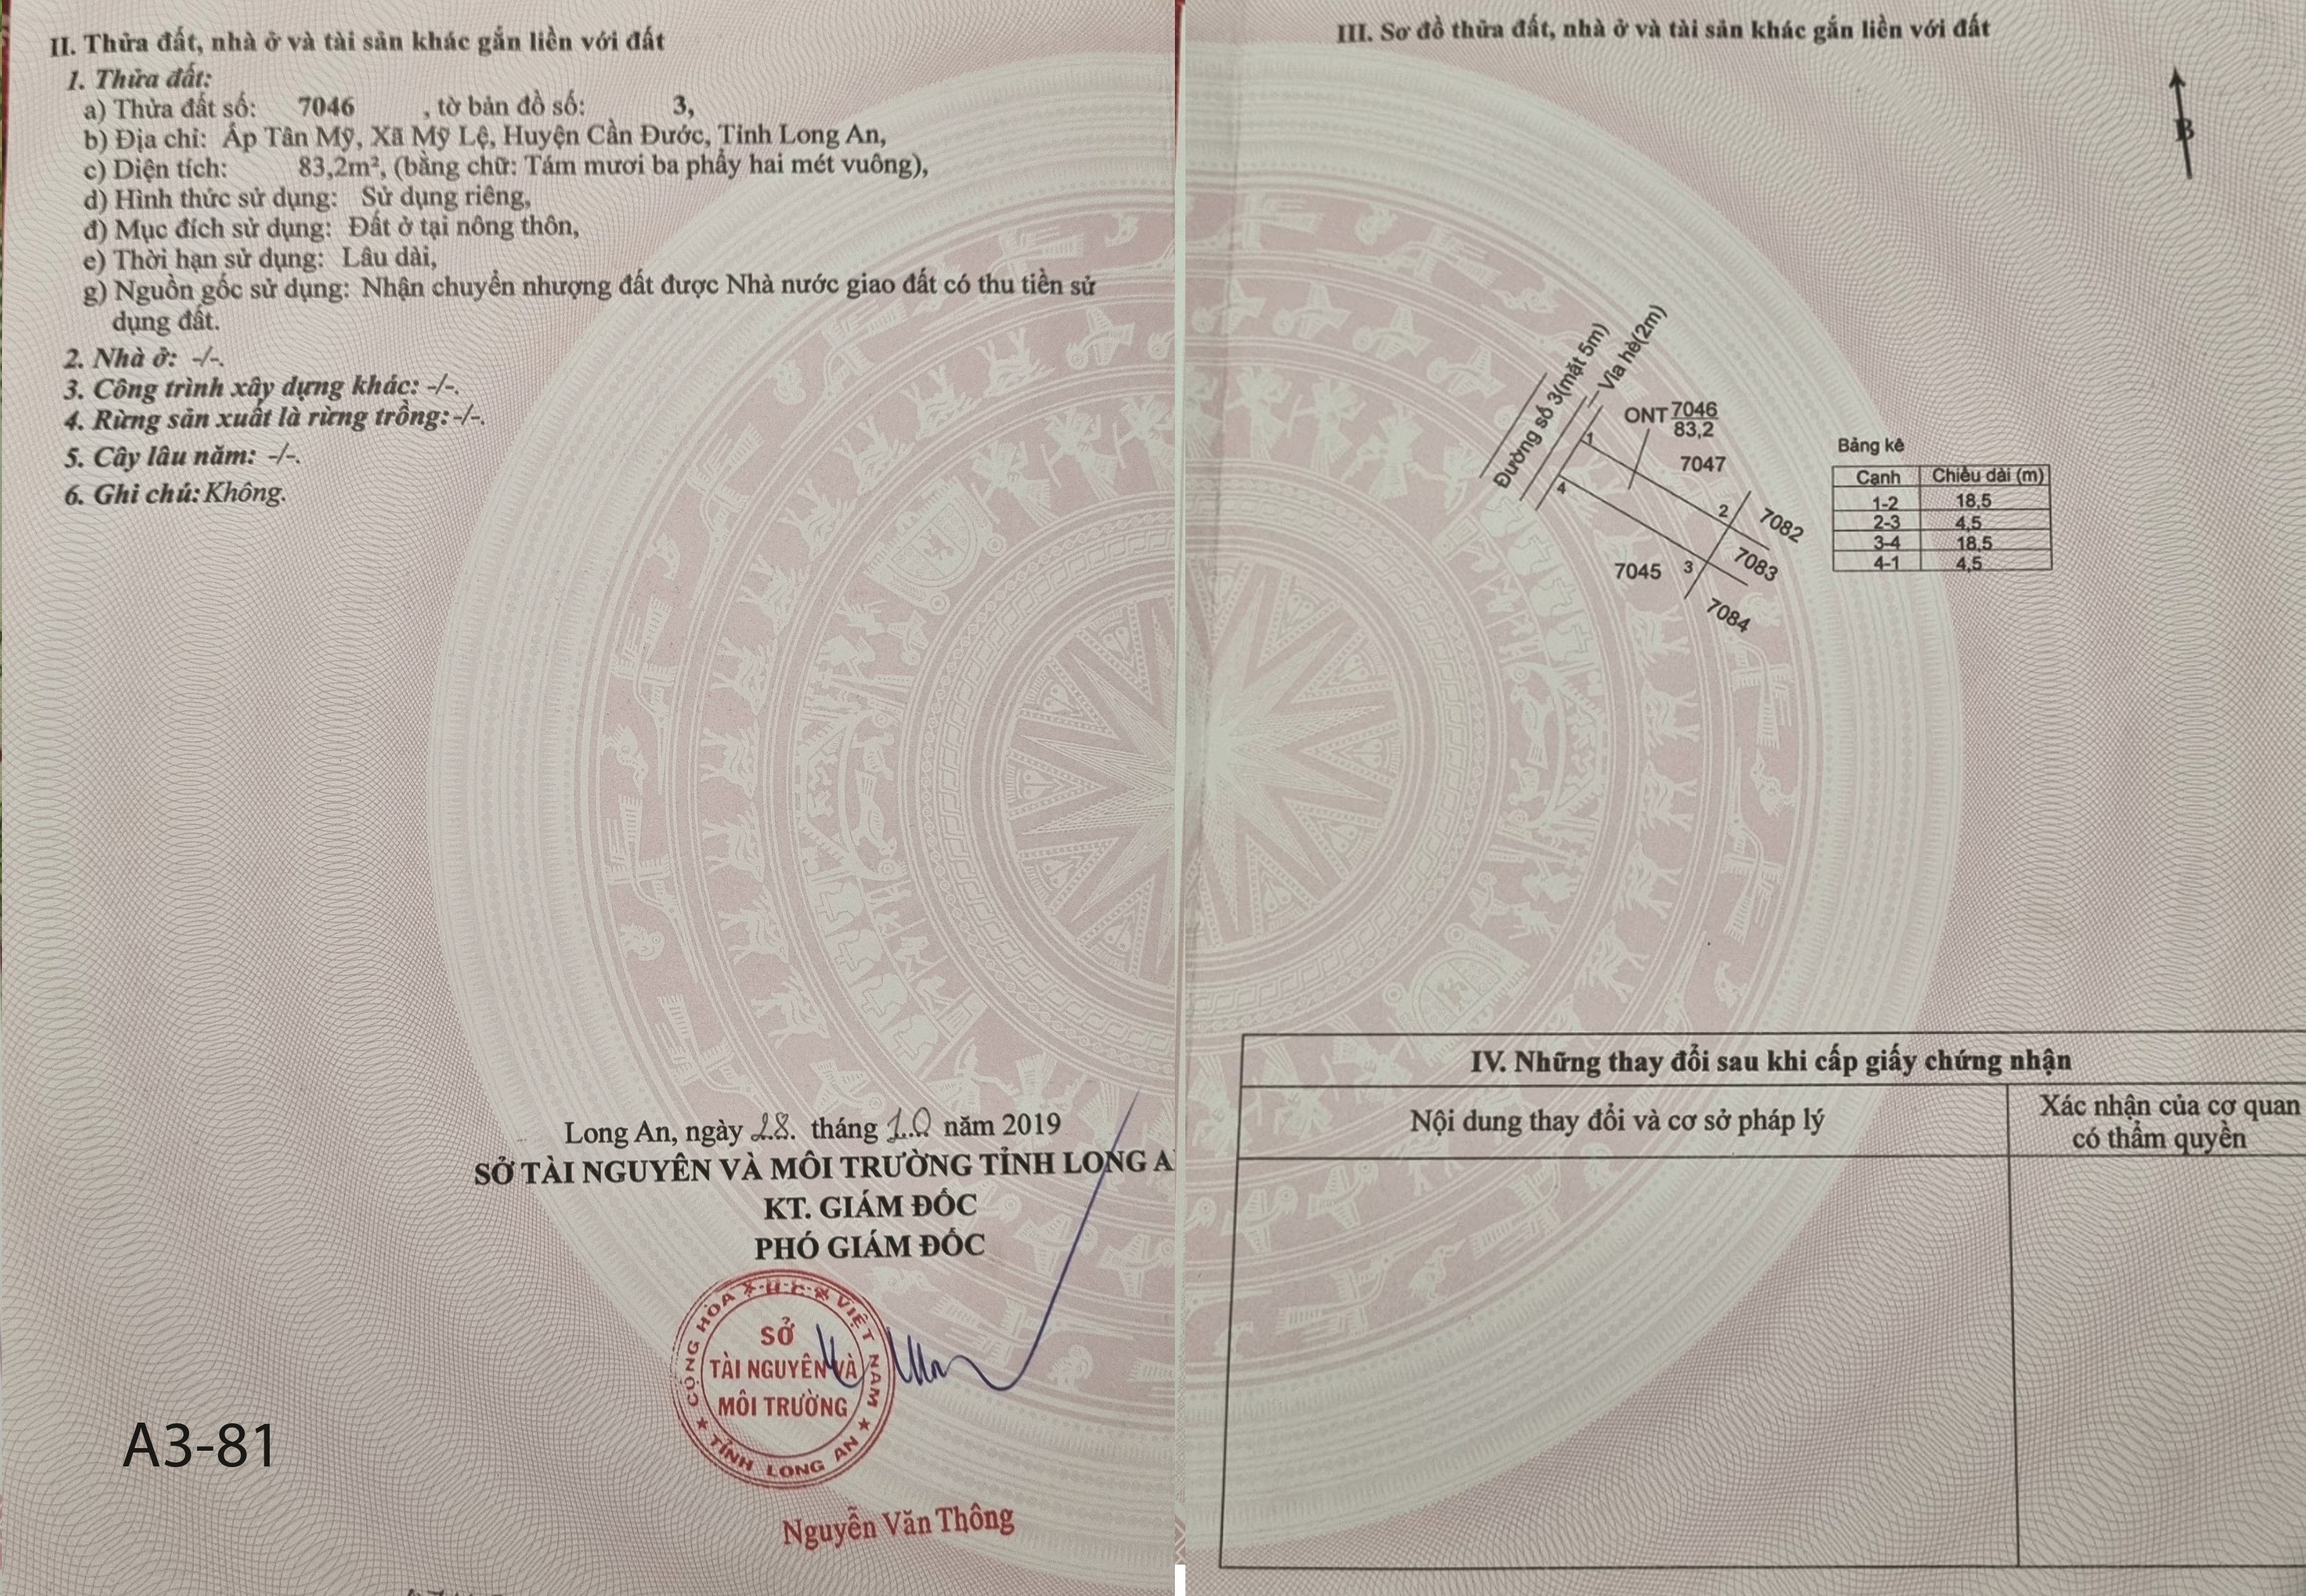 II. Thửa đất, nhà ở và tài sản khác gắn liền với đất
1. Thửa đất:
a) Thửa đất số: 7046 , tờ bản đồ số: 3,
b) Địa chỉ: Ấp Tân Mỹ, Xã Mỹ Lệ, Huyện Cần Đước, Tỉnh Long An,
c) Diện tích: 83,2m², (bằng chữ: Tám mươi ba phẩy hai mét vuông),
d) Hình thức sử dụng: Sử dụng riêng,
đ) Mục đích sử dụng: Đất ở tại nông thôn,
e) Thời hạn sử dụng: Lâu dài,
g) Nguồn gốc sử dụng: Nhận chuyển nhượng đất được Nhà nước giao đất có thu tiền sử
dụng đất.
2. Nhà ở: -/-.
3. Công trình xây dựng khác: -/-.
4. Rừng sản xuất là rừng trồng: -/-.
5. Cây lâu năm: -/-.
6. Ghi chú: Không.
Long An, ngày 28. tháng 10 năm 2019
SỞ TÀI NGUYÊN VÀ MÔI TRƯỜNG TỈNH LONG A
KT. GIÁM ĐỐC
PHÓ GIÁM ĐỐC
CỘNG HÒA X.H.C.N VIỆT NAM
SỞ
TÀI NGUYÊN VÀ
MÔI TRƯỜNG
★ TỈNH LONG AN ★
Nguyễn Văn Thông
A3-81
III. Sơ đồ thửa đất, nhà ở và tài sản khác gắn liền với đất
B
Đường số 3(mặt 5m)
Vỉa hè(2m)
ONT 7046
83,2
1
7047
4
2
7082
7083
7045
3
7084
Bảng kê
Cạnh Chiều dài (m)
1-2 18,5
2-3 4,5
3-4 18,5
4-1 4,5
IV. Những thay đổi sau khi cấp giấy chứng nhận
Nội dung thay đổi và cơ sở pháp lý
Xác nhận của cơ quan
có thẩm quyền